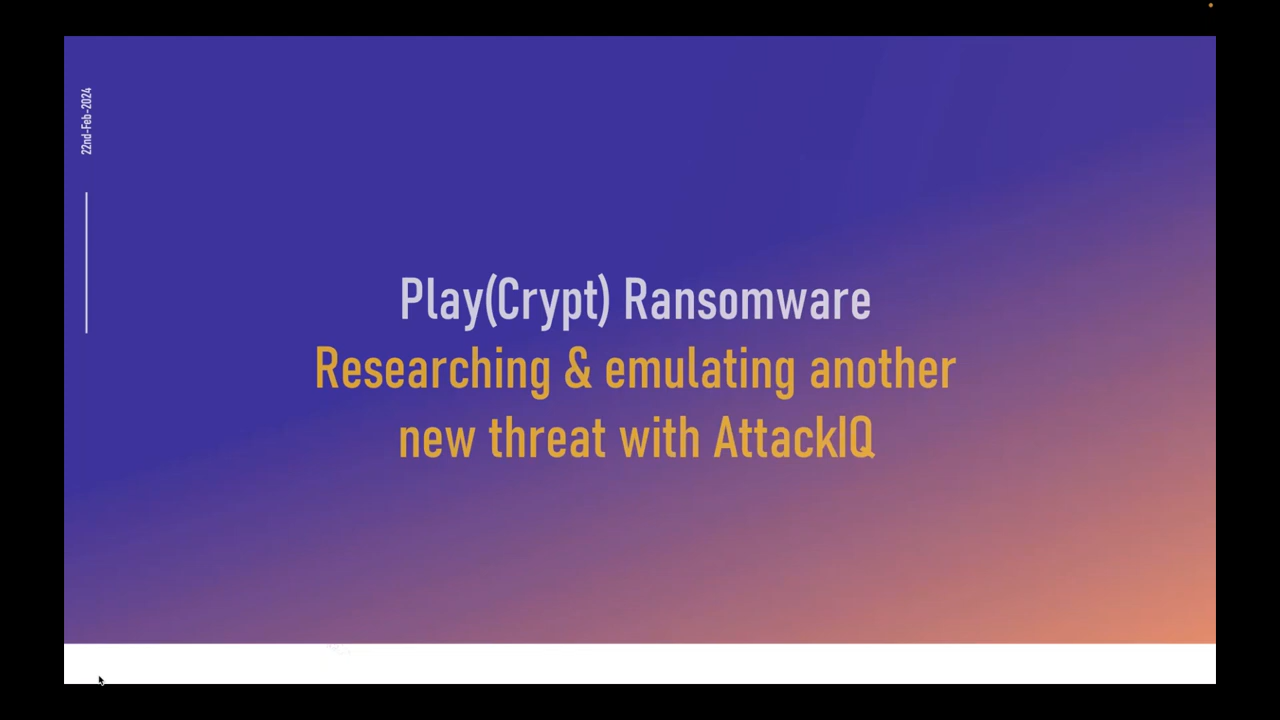 22nd-Feb-2024
Play(Crypt) Ransomware
Researching & emulating another
new threat with AttackIQ